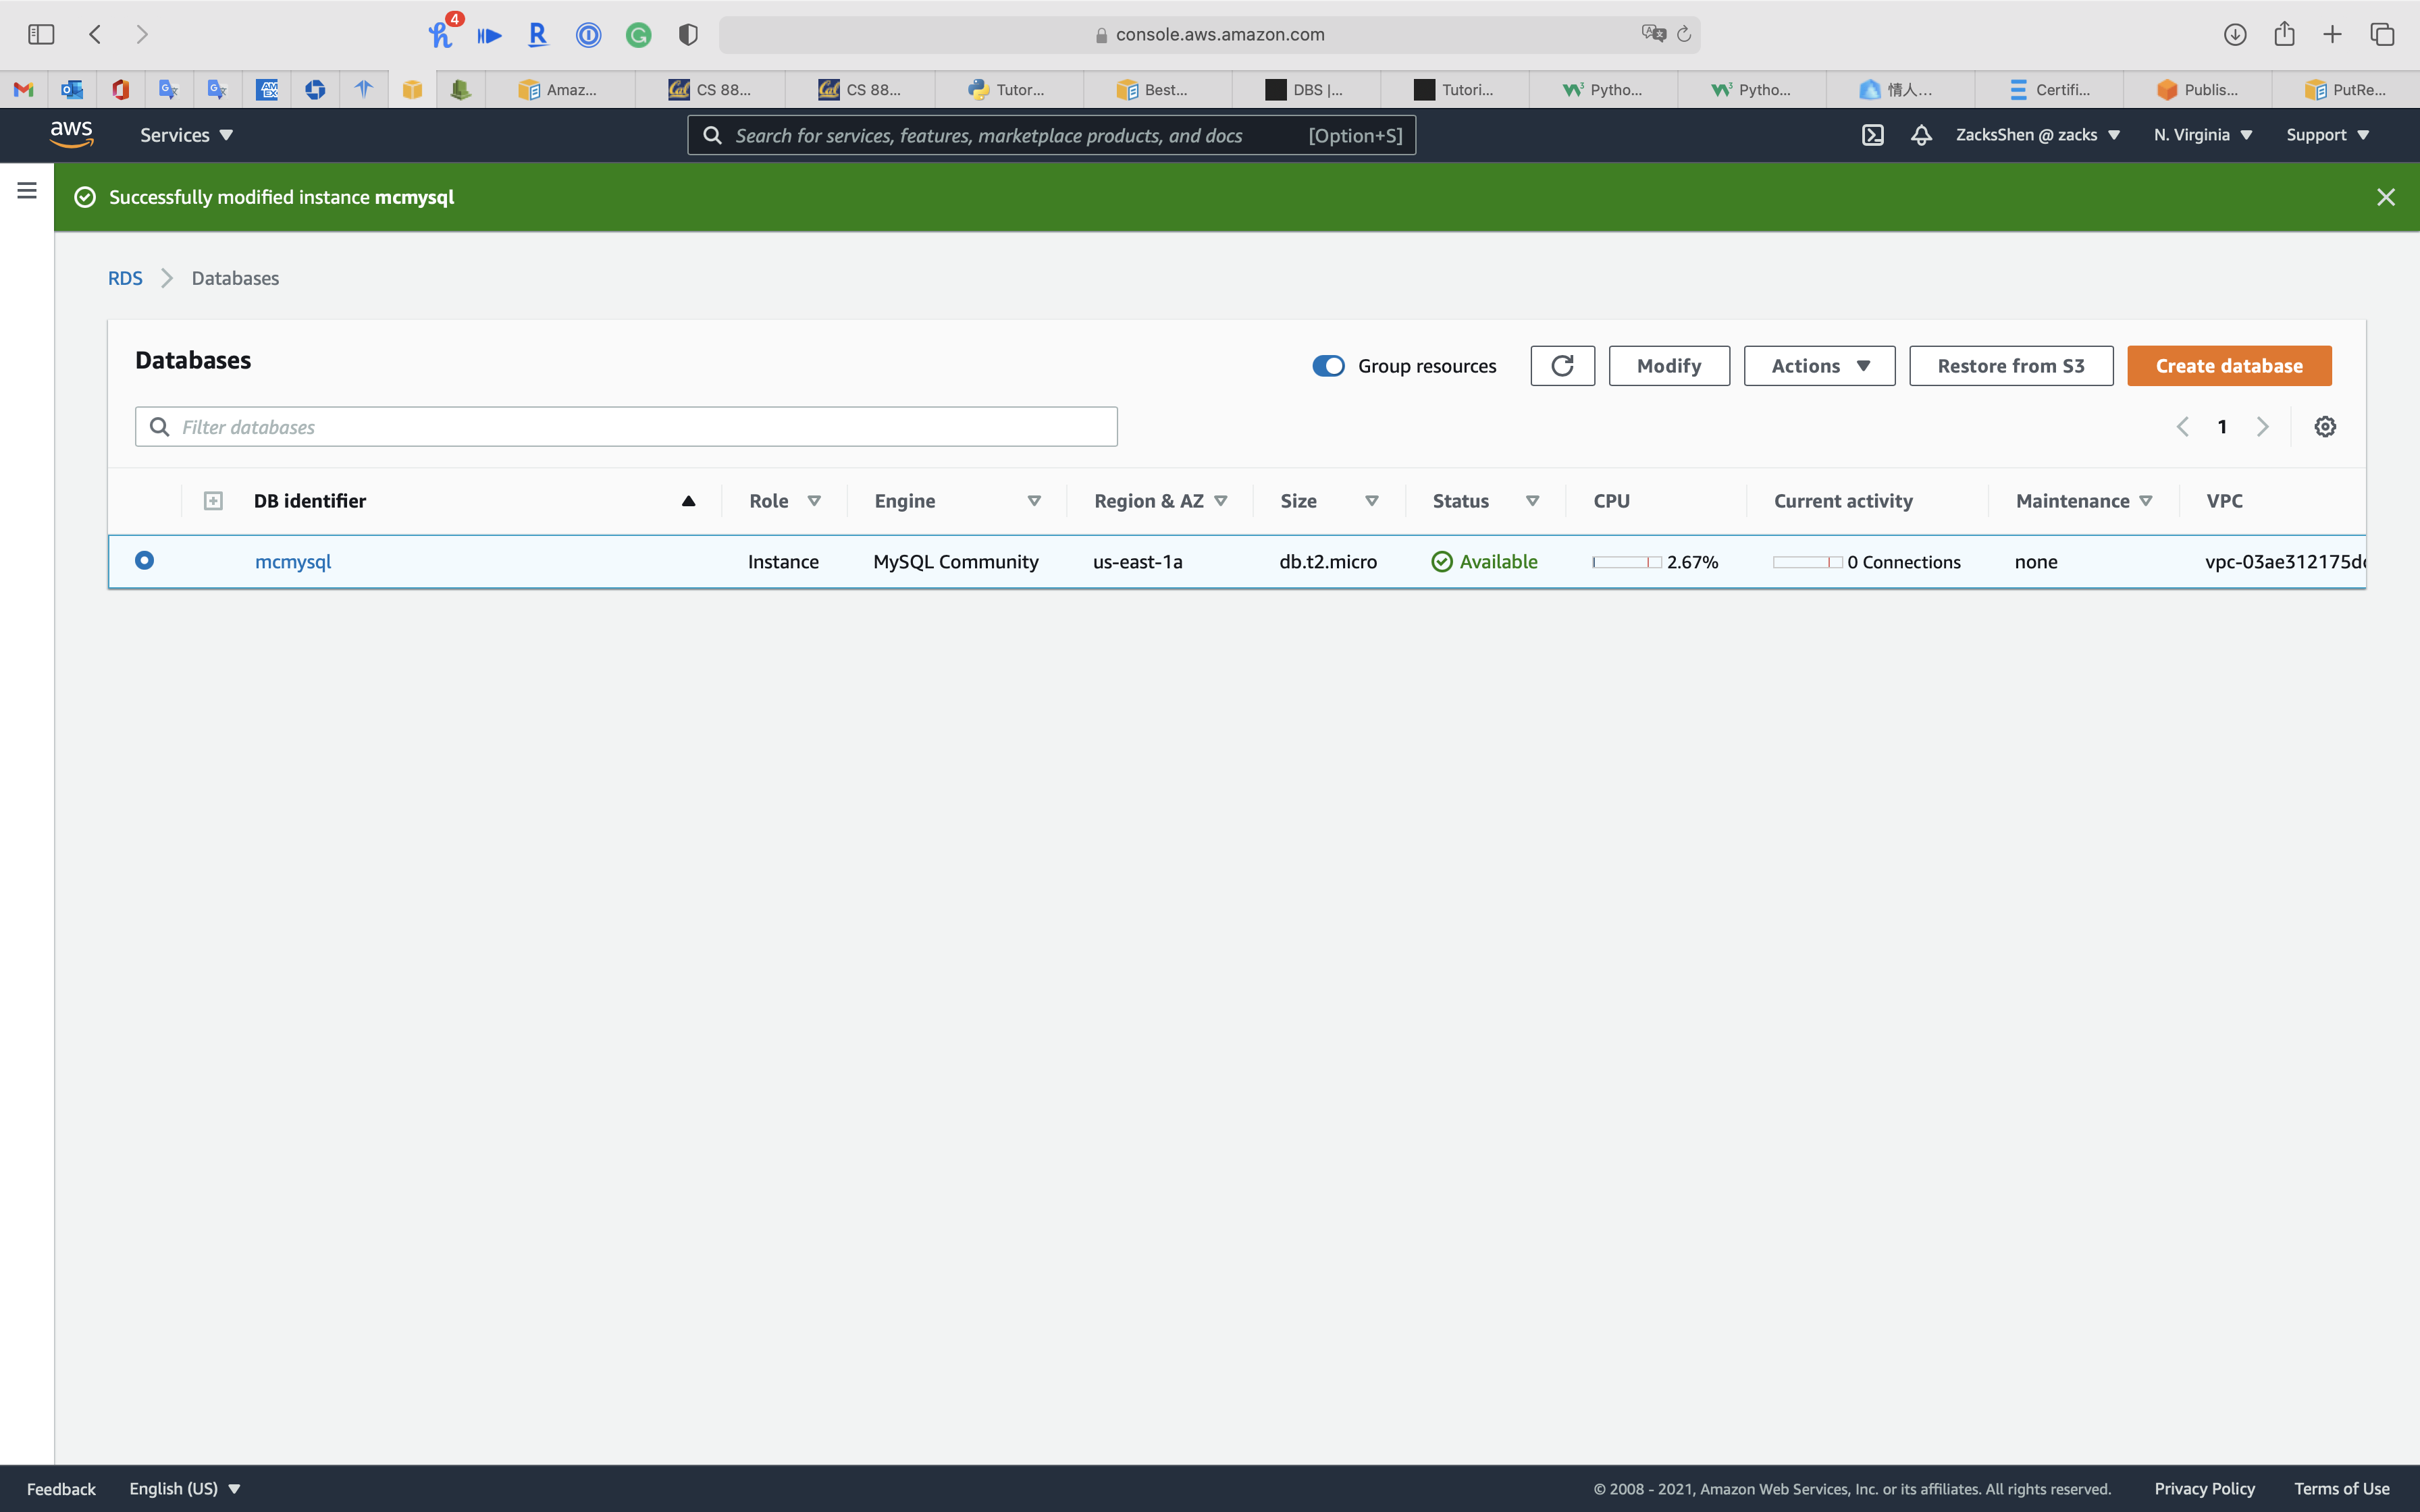 4
console.aws.amazon.com
Amaz...
CS 88...
CS 88...
Tutor...
Best...
DBS |...
Tutori...
Pytho...
Pytho...
情人...
Certifi...
Publis...
PutRe...
aws
Services
Search for services, features, marketplace products, and docs [Option+S]
ZacksShen @ zacks
N. Virginia
Support
Successfully modified instance mcmysql
RDS
Databases
Databases
Group resources
Modify
Actions
Restore from S3
Create database
Filter databases
1
DB identifier
Role
Engine
Region & AZ
Size
Status
CPU
Current activity
Maintenance
VPC
mcmysql
Instance
MySQL Community
us-east-1a
db.t2.micro
Available
2.67%
0 Connections
none
vpc-03ae312175d
Feedback
English (US)
© 2008 - 2021, Amazon Web Services, Inc. or its affiliates. All rights reserved.
Privacy Policy
Terms of Use